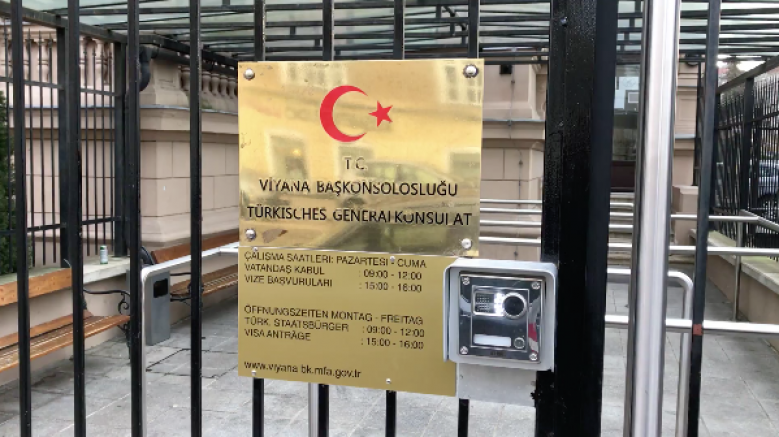 T.C.
VİYANA BAŞKONSOLOSLUĞU
TÜRKISCHES GENERALKONSULAT
ÇALIŞMA SAATLERİ: PAZARTESİ - CUMA
VATANDAŞ KABUL : 09:00 - 12:00
VİZE BAŞVURULARI : 15:00 - 16:00
ÖFFNUNGSZEITEN MONTAG - FREITAG
TÜRK. STAATSBÜRGER : 09:00 - 12:00
VISA ANTRÄGE : 15:00 - 16:00
www.viyana.bk.mfa.gov.tr